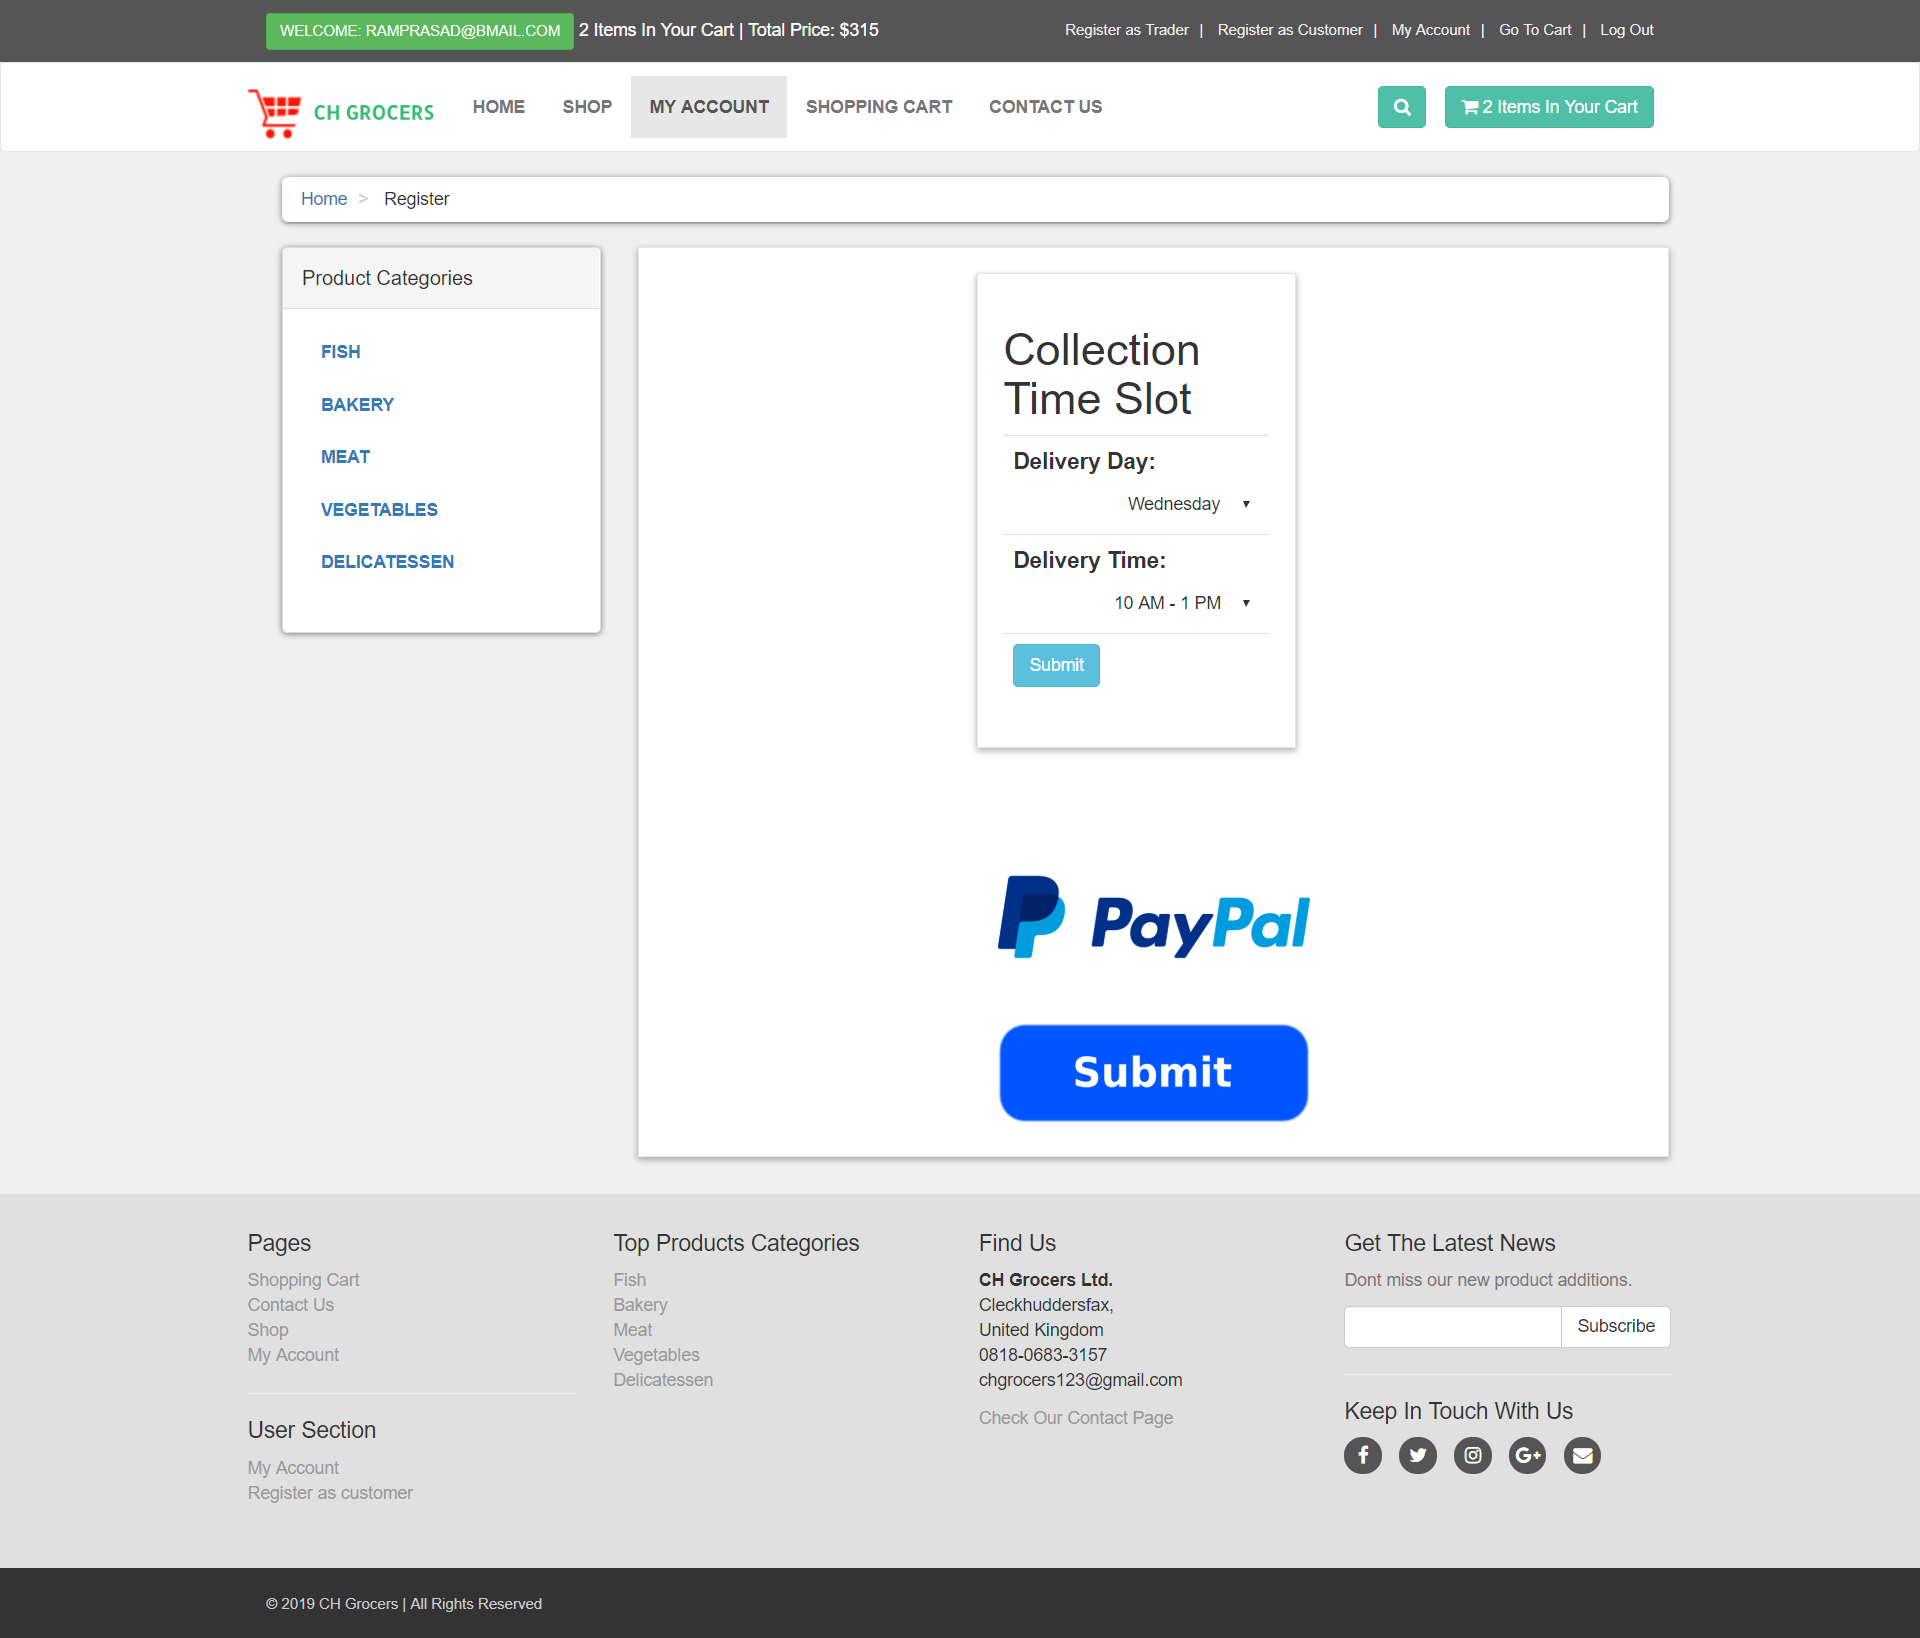 WELCOME: RAMPRASAD@BMAIL.COM 2 Items In Your Cart | Total Price: $315
Register as Trader | Register as Customer | My Account | Go To Cart | Log Out
CH GROCERS
HOME SHOP MY ACCOUNT SHOPPING CART CONTACT US
2 Items In Your Cart
Home > Register
Product Categories
FISH
BAKERY
MEAT
VEGETABLES
DELICATESSEN
Collection
Time Slot
Delivery Day:
Wednesday
Delivery Time:
10 AM - 1 PM
Submit
PayPal
Submit
Pages
Shopping Cart
Contact Us
Shop
My Account
User Section
My Account
Register as customer
Top Products Categories
Fish
Bakery
Meat
Vegetables
Delicatessen
Find Us
CH Grocers Ltd.
Cleckhuddersfax,
United Kingdom
0818-0683-3157
chgrocers123@gmail.com
Check Our Contact Page
Get The Latest News
Dont miss our new product additions.
Subscribe
Keep In Touch With Us
© 2019 CH Grocers | All Rights Reserved